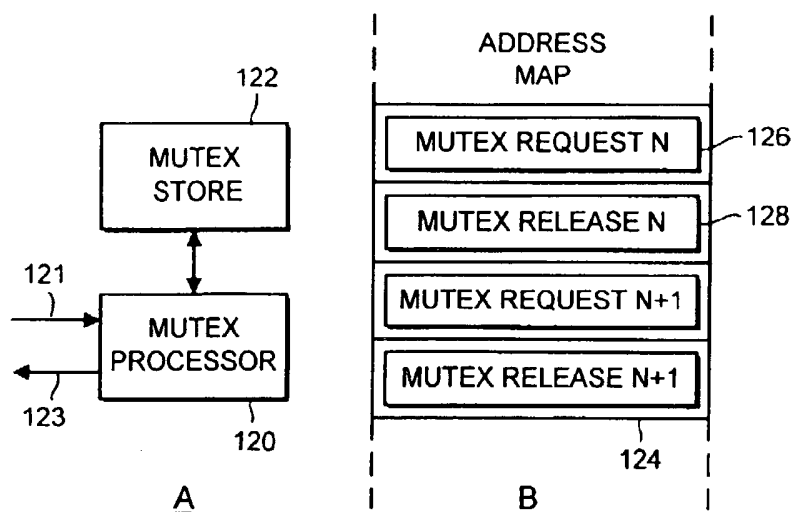 122
MUTEX
STORE
121
MUTEX
PROCESSOR
123
120
A
ADDRESS
MAP
MUTEX REQUEST N
126
MUTEX RELEASE N
128
MUTEX REQUEST N+1
MUTEX RELEASE N+1
124
B